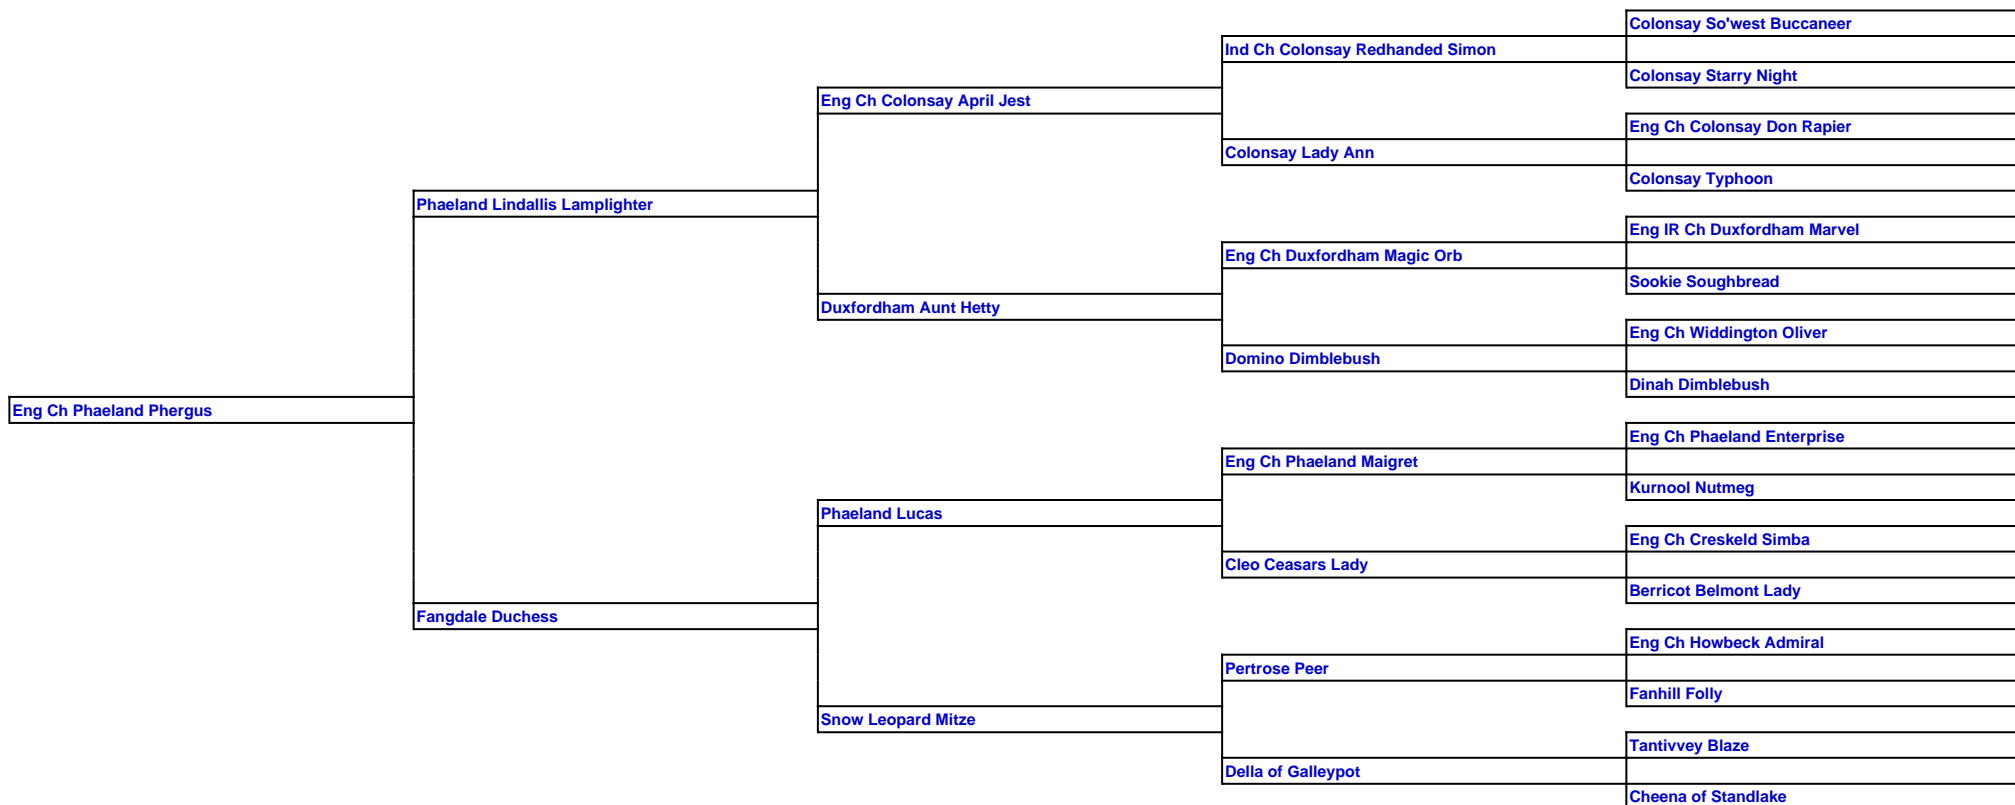 Colonsay So'west Buccaneer
Ind Ch Colonsay Redhanded Simon
Colonsay Starry Night
Eng Ch Colonsay April Jest
Eng Ch Colonsay Don Rapier
Colonsay Lady Ann
Colonsay Typhoon
Phaeland Lindallis Lamplighter
Eng IR Ch Duxfordham Marvel
Eng Ch Duxfordham Magic Orb
Sookie Soughbread
Duxfordham Aunt Hetty
Eng Ch Widdington Oliver
Domino Dimblebush
Dinah Dimblebush
Eng Ch Phaeland Phergus
Eng Ch Phaeland Enterprise
Eng Ch Phaeland Maigret
Kurnool Nutmeg
Phaeland Lucas
Eng Ch Creskeld Simba
Cleo Ceasars Lady
Berricot Belmont Lady
Fangdale Duchess
Eng Ch Howbeck Admiral
Pertrose Peer
Fanhill Folly
Snow Leopard Mitze
Tantivvey Blaze
Della of Galleypot
Cheena of Standlake